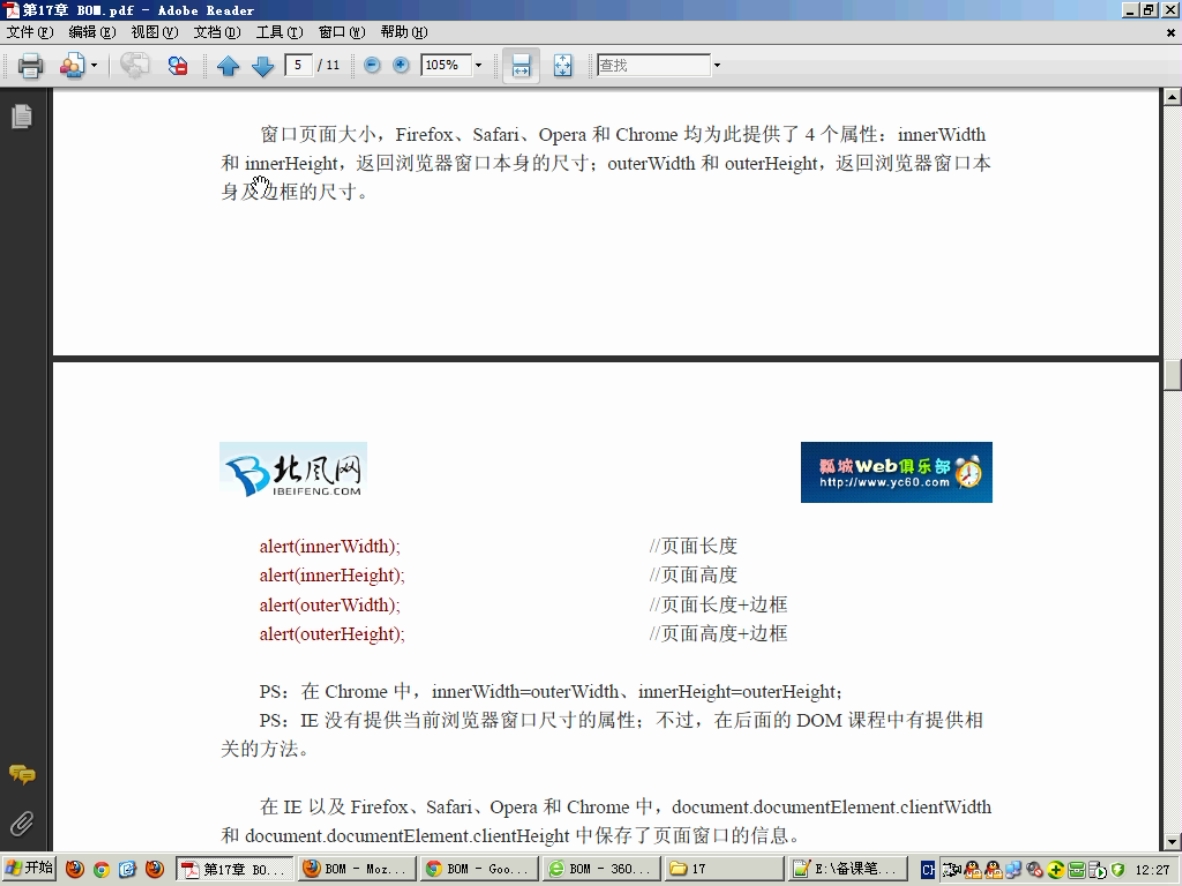 第17章 BOM.pdf - Adobe Reader
文件(F) 编辑(E) 视图(V) 文档(D) 工具(T) 窗口(W) 帮助(H)
5 / 11 105% 查找
窗口页面大小，Firefox、Safari、Opera 和 Chrome 均为此提供了 4 个属性：innerWidth
和 innerHeight，返回浏览器窗口本身的尺寸；outerWidth 和 outerHeight，返回浏览器窗口本
身及边框的尺寸。
北风网
IBEIFENG.COM
瓢城Web俱乐部
http://www.yc60.com
alert(innerWidth); //页面长度
alert(innerHeight); //页面高度
alert(outerWidth); //页面长度+边框
alert(outerHeight); //页面高度+边框
PS：在 Chrome 中，innerWidth=outerWidth、innerHeight=outerHeight；
PS：IE 没有提供当前浏览器窗口尺寸的属性；不过，在后面的 DOM 课程中有提供相
关的方法。
在 IE 以及 Firefox、Safari、Opera 和 Chrome 中，document.documentElement.clientWidth
和 document.documentElement.clientHeight 中保存了页面窗口的信息。
开始 第17章 BO... BOM - Moz... BOM - Goo... BOM - 360... 17 E:\备课笔... CH 12:27